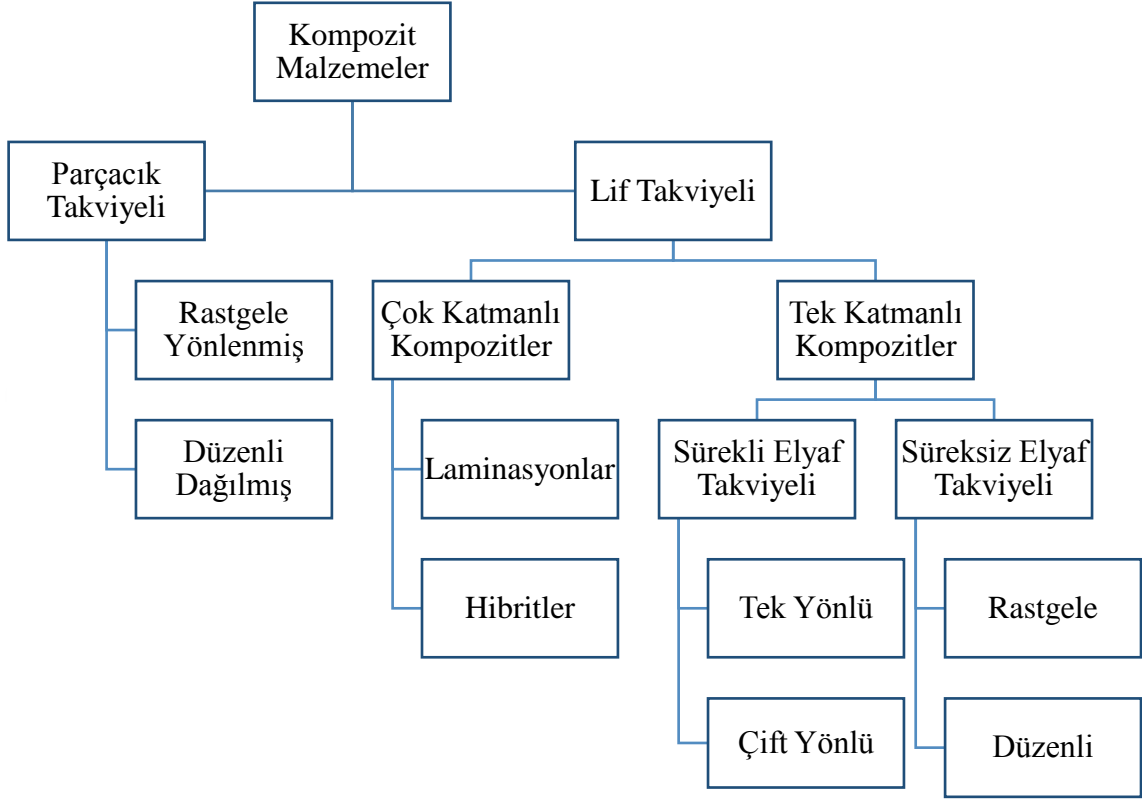 Kompozit
Malzemeler
Parçacık
Takviyeli
Lif Takviyeli
Rastgele
Yönlenmiş
Çok Katmanlı
Kompozitler
Tek Katmanlı
Kompozitler
Düzenli
Dağılmış
Laminasyonlar
Sürekli Elyaf
Takviyeli
Süreksiz Elyaf
Takviyeli
Hibritler
Tek Yönlü
Rastgele
Çift Yönlü
Düzenli